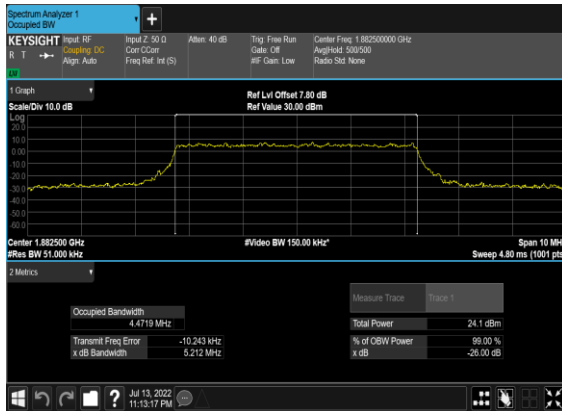 Spectrum Analyzer 1
Occupied BW
+
KEYSIGHT Input: RF Input Z: 50 Ω Atten: 40 dB Trig: Free Run Center Freq: 1.882500000 GHz
R T Coupling: DC Corr CCorr Gate: Off Avg|Hold: 500/500
Align: Auto Freq Ref: Int (S) #IF Gain: Low Radio Std: None
LXI
1 Graph Ref Lvl Offset 7.80 dB
Scale/Div 10.0 dB Ref Value 30.00 dBm
Log
20.0
10.0
0.00
-10.0
-20.0
-30.0
-40.0
-50.0
-60.0
Center 1.882500 GHz #Video BW 150.00 kHz* Span 10 MH
#Res BW 51.000 kHz Sweep 4.80 ms (1001 pts
2 Metrics
Measure Trace Trace 1
Occupied Bandwidth
4.4719 MHz Total Power 24.1 dBm
Transmit Freq Error -10.243 kHz % of OBW Power 99.00 %
x dB Bandwidth 5.212 MHz x dB -26.00 dB
Jul 13, 2022
11:13:17 PM